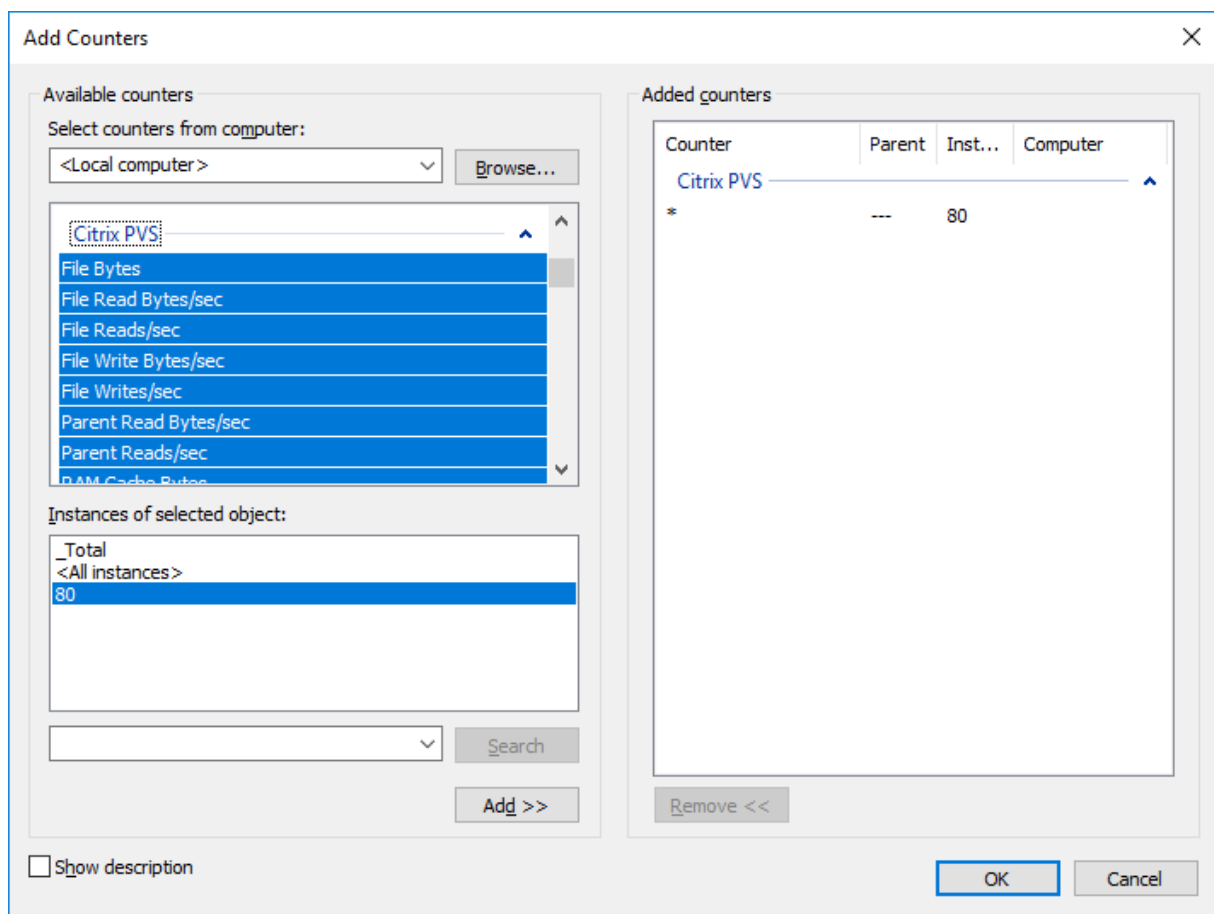 Add Counters
Available counters
Select counters from computer:
<Local computer>
Browse...
Citrix PVS
File Bytes
File Read Bytes/sec
File Reads/sec
File Write Bytes/sec
File Writes/sec
Parent Read Bytes/sec
Parent Reads/sec
RAM Cache Bytes
Instances of selected object:
_Total
<All instances>
80
Search
Add >>
Show description
Added counters
Counter Parent Inst... Computer
Citrix PVS
* --- 80
Remove <<
OK Cancel